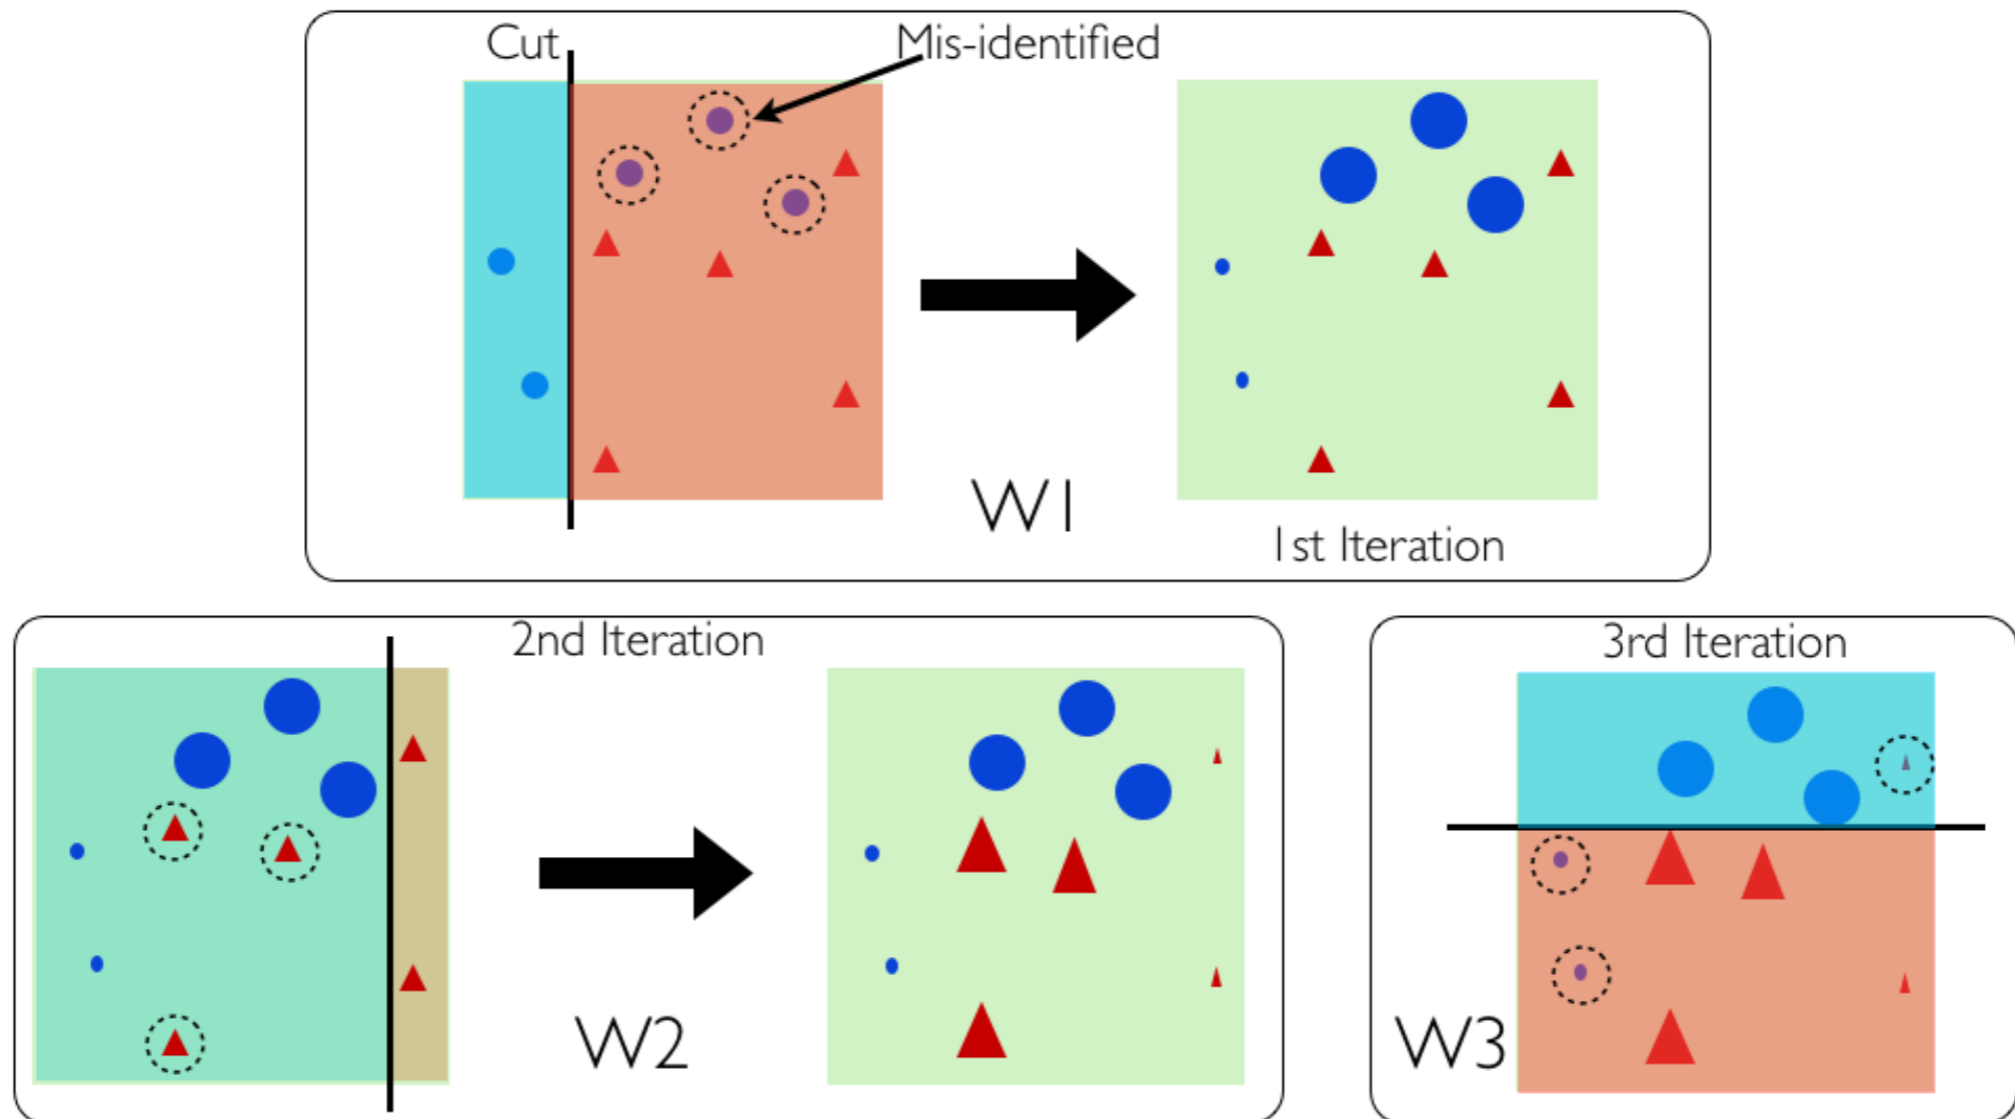 Cut
Mis-identified
W1
1st Iteration
2nd Iteration
W2
3rd Iteration
W3